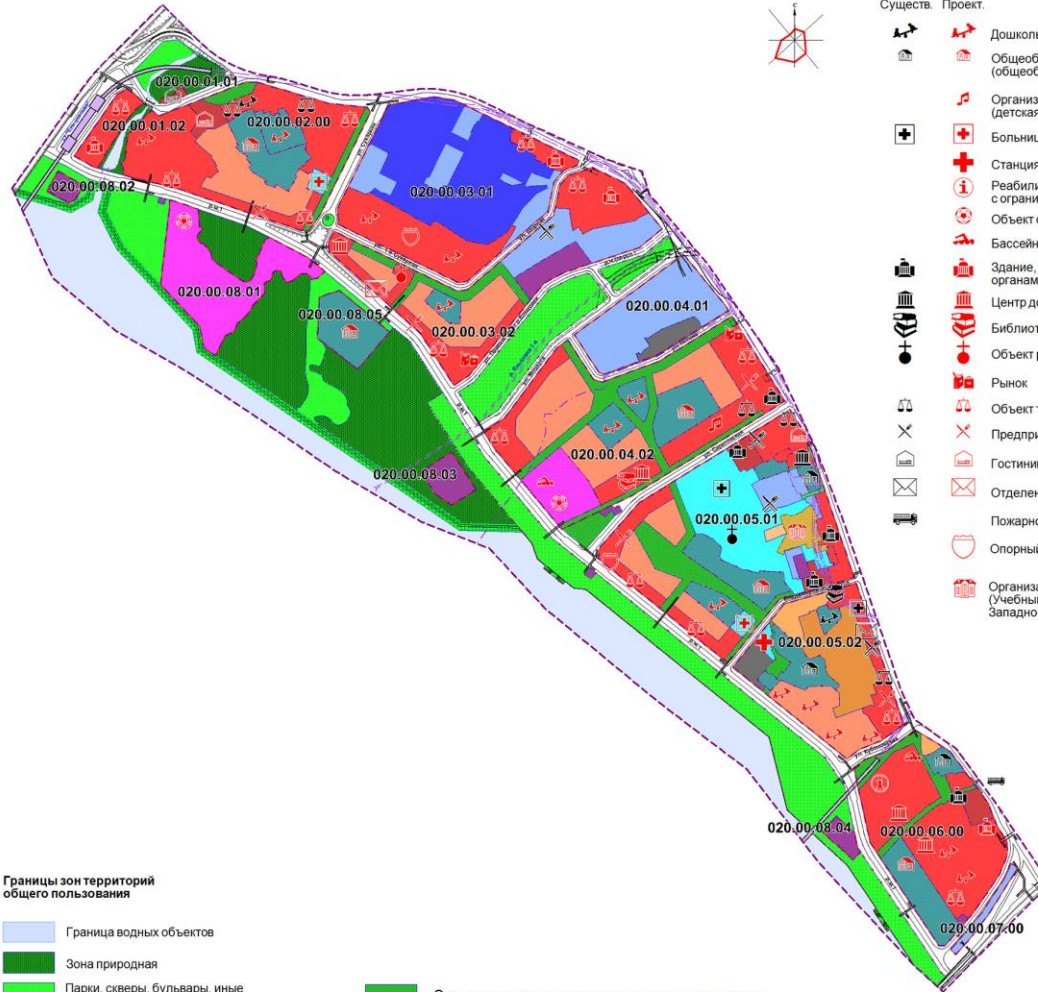 Существ. Проект.
Дошколь
Общеоб
(общеоб
Организ
(детская
Больниц
Станция
Реабили
с ограни
Объект с
Бассейн
Здание,
органам
Центр до
Библиот
Объект р
Рынок
Объект т
Предпри
Гостиниц
Отделен
Пожарно
Опорный
Организа
(Учебны
Западно
с
020.00.01.01
020.00.01.02
020.00.02.00
020.00.08.02
020.00.03.01
020.00.08.01
020.00.08.05
020.00.03.02
020.00.04.01
020.00.04.02
020.00.08.03
020.00.05.01
020.00.05.02
020.00.08.04
020.00.06.00
020.00.07.00
Границы зон территорий
общего пользования
Граница водных объектов
Зона природная
Парки, скверы, бульвары, иные